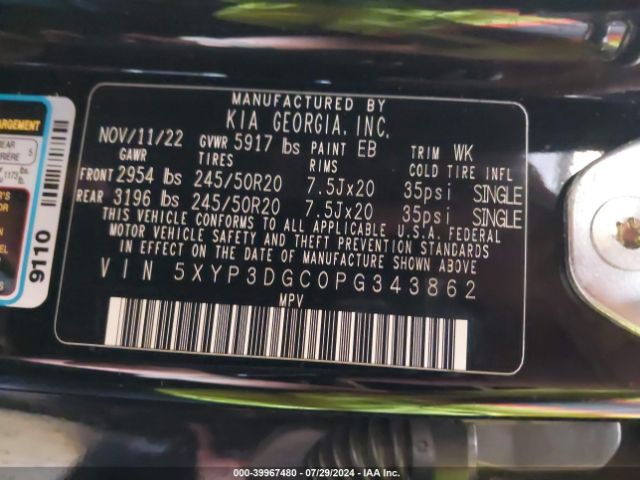 MANUFACTURED BY
KIA GEORGIA, INC.
NOV/11/22 GVWR 5917 lbs PAINT EB TRIM WK
GAWR TIRES RIMS COLD TIRE INFL
FRONT 2954 lbs 245/50R20 7.5Jx20 35psi SINGLE
REAR 3196 lbs 245/50R20 7.5Jx20 35psi SINGLE
THIS VEHICLE CONFORMS TO ALL APPLICABLE U.S.A. FEDERAL
MOTOR VEHICLE SAFETY AND THEFT PREVENTION STANDARDS
IN EFFECT ON THE DATE OF MANUFACTURE SHOWN ABOVE
VIN 5XYP3DGC0PG343862
MPV
9110
000-39967480 | 07/29/2024 | IAA Inc.